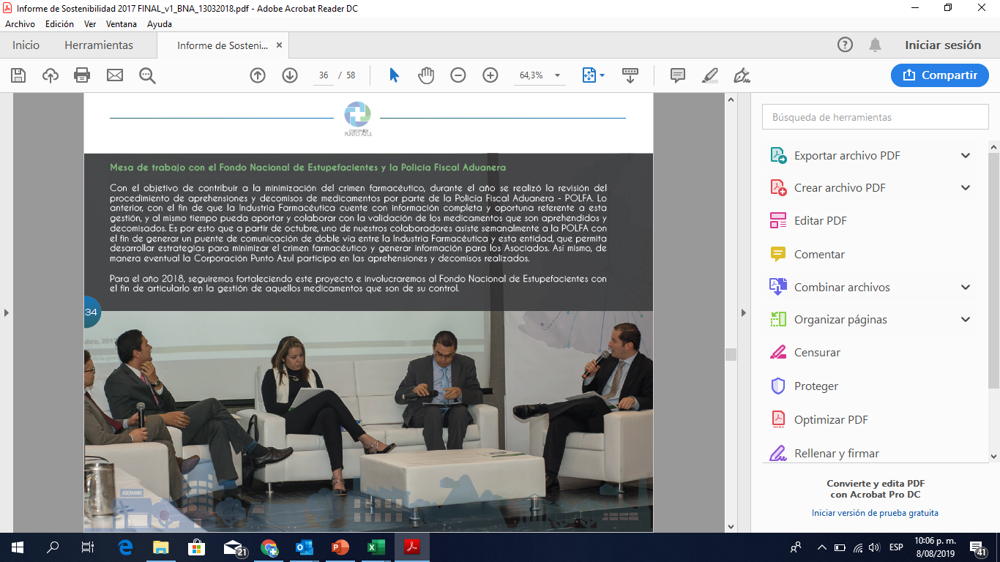 Informe de Sostenibilidad 2017 FINAL_v1_BNA_13032018.pdf - Adobe Acrobat Reader DC
Archivo Edición Ver Ventana Ayuda
Inicio Herramientas Informe de Sosteni... × Iniciar sesión
36 / 58 64,3% Compartir
CORPORACIÓN
PUNTO AZUL
Mesa de trabajo con el Fondo Nacional de Estupefacientes y la Policía Fiscal Aduanera
Con el objetivo de contribuir a la minimización del crimen farmacéutico, durante el año se realizó la revisión del
procedimiento de aprehensiones y decomisos de medicamentos por parte de la Policía Fiscal Aduanera - POLFA. Lo
anterior, con el fin de que la Industria Farmacéutica cuente con información completa y oportuna referente a esta
gestión, y al mismo tiempo pueda aportar y colaborar con la validación de los medicamentos que son aprehendidos y
decomisados. Es por esto que a partir de octubre, uno de nuestros colaboradores asiste semanalmente a la POLFA con
el fin de generar un puente de comunicación de doble vía entre la Industria Farmacéutica y esta entidad, que permita
desarrollar estrategias para minimizar el crimen farmacéutico y generar información para los Asociados. Así mismo, de
manera eventual la Corporación Punto Azul participa en las aprehensiones y decomisos realizados.
Para el año 2018, seguiremos fortaleciendo este proyecto e involucraremos al Fondo Nacional de Estupefacientes con
el fin de articularlo en la gestión de aquellos medicamentos que son de su control.
34
Búsqueda de herramientas
Exportar archivo PDF
Crear archivo PDF
Editar PDF
Comentar
Combinar archivos
Organizar páginas
Censurar
Proteger
Optimizar PDF
Rellenar y firmar
Convierte y edita PDF
con Acrobat Pro DC
Iniciar versión de prueba gratuita
21
ESP
10:06 p. m.
8/08/2019
41